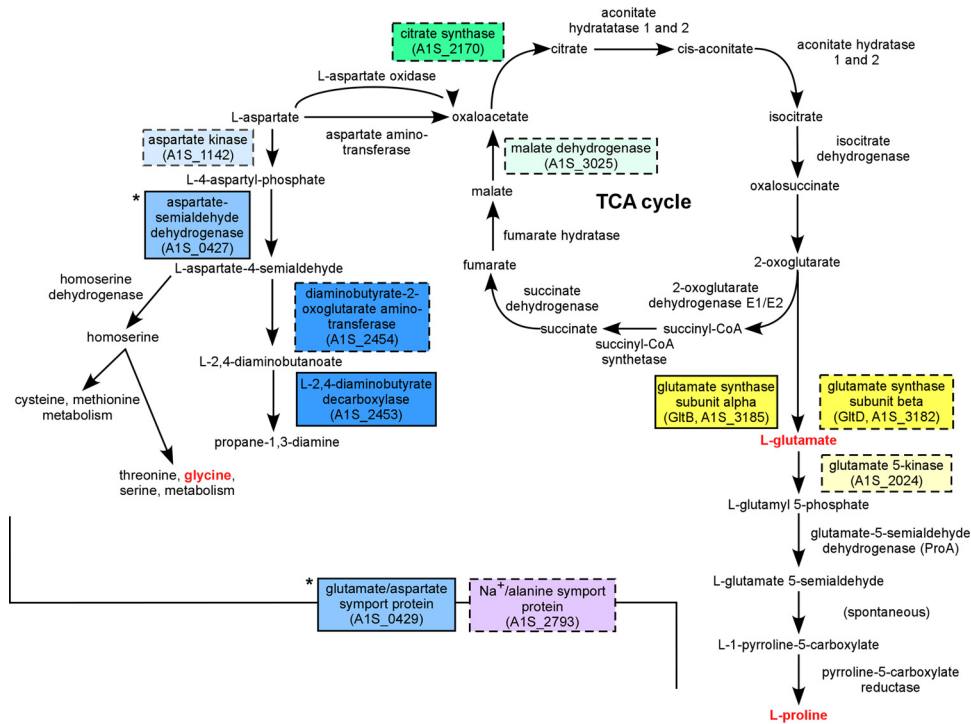 aconitate
hydratatase 1 and 2
citrate synthase
(A1S_2170)
citrate
cis-aconitate
aconitate hydratase
1 and 2
L-aspartate oxidase
L-aspartate
oxaloacetate
isocitrate
aspartate amino-
transferase
aspartate kinase
(A1S_1142)
malate dehydrogenase
(A1S_3025)
isocitrate
dehydrogenase
L-4-aspartyl-phosphate
malate
oxalosuccinate
TCA cycle
*
aspartate-
semialdehyde
dehydrogenase
(A1S_0427)
fumarate hydratase
L-aspartate-4-semialdehyde
fumarate
2-oxoglutarate
homoserine
dehydrogenase
diaminobutyrate-2-
oxoglutarate amino-
transferase
(A1S_2454)
succinate
dehydrogenase
2-oxoglutarate
dehydrogenase E1/E2
homoserine
succinate
succinyl-CoA
succinyl-CoA
synthetase
L-2,4-diaminobutanoate
L-2,4-diaminobutyrate
decarboxylase
(A1S_2453)
glutamate synthase
subunit alpha
(GltB, A1S_3185)
glutamate synthase
subunit beta
(GltD, A1S_3182)
cysteine, methionine
metabolism
propane-1,3-diamine
L-glutamate
threonine, glycine,
serine, metabolism
glutamate 5-kinase
(A1S_2024)
L-glutamyl 5-phosphate
glutamate-5-semialdehyde
dehydrogenase (ProA)
*
glutamate/aspartate
symport protein
(A1S_0429)
Na+/alanine symport
protein
(A1S_2793)
L-glutamate 5-semialdehyde
(spontaneous)
L-1-pyrroline-5-carboxylate
pyrroline-5-carboxylate
reductase
L-proline